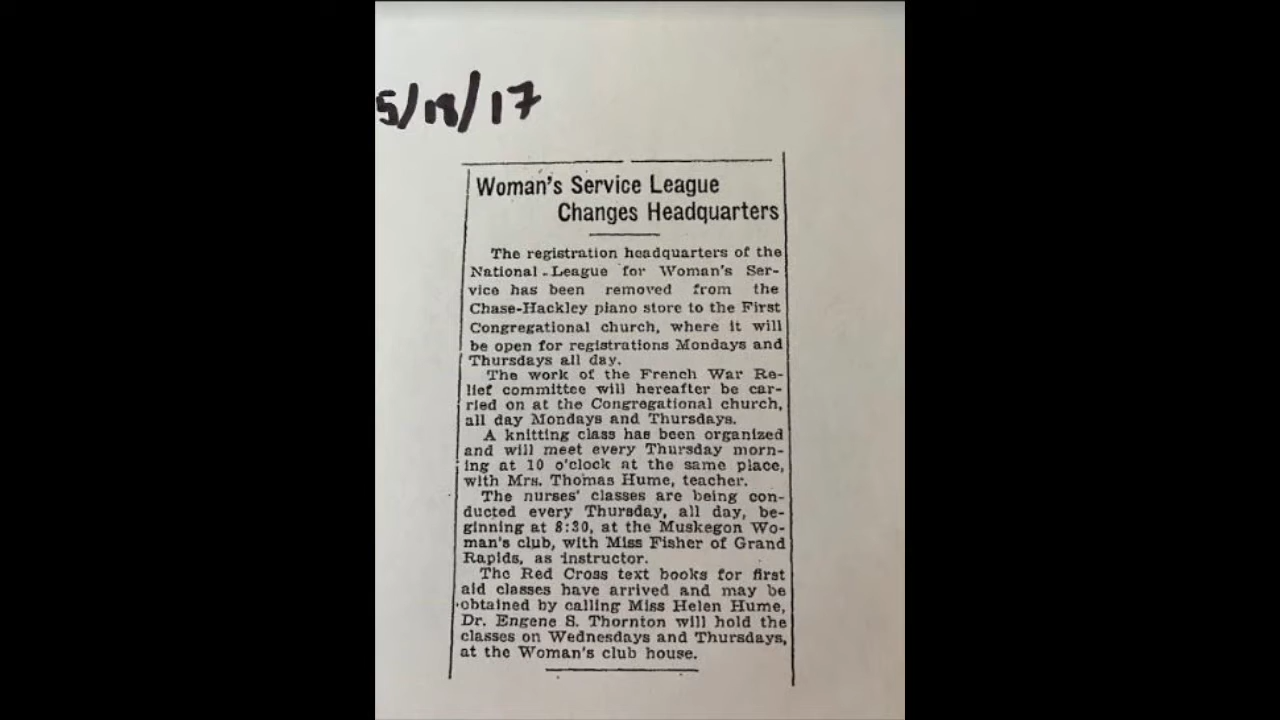 5/18/17
Woman's Service League
Changes Headquarters
The registration headquarters of the
National League for Woman's Ser-
vice has been removed from the
Chase-Hackley piano store to the First
Congregational church, where it will
be open for registrations Mondays and
Thursdays all day.
The work of the French War Re-
lief committee will hereafter be car-
ried on at the Congregational church,
all day Mondays and Thursdays.
A knitting class has been organized
and will meet every Thursday morn-
ing at 10 o'clock at the same place,
with Mrs. Thomas Hume, teacher.
The nurses' classes are being con-
ducted every Thursday, all day, be-
ginning at 8:30, at the Muskegon Wo-
man's club, with Miss Fisher of Grand
Rapids, as instructor.
The Red Cross text books for first
aid classes have arrived and may be
obtained by calling Miss Helen Hume,
Dr. Engene S. Thornton will hold the
classes on Wednesdays and Thursdays,
at the Woman's club house.